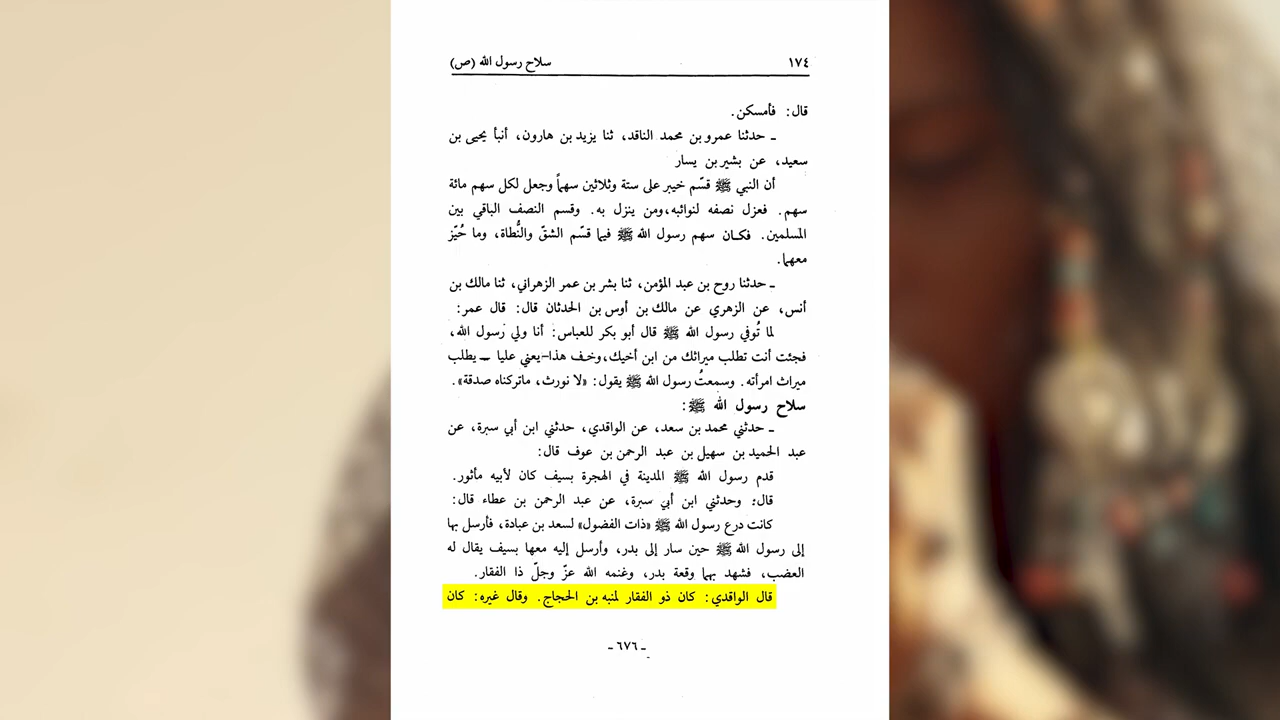 ١٧٤ سلاح رسول الله (ص)
قال: فأمسكن.
ـ حدثنا عمرو بن محمد الناقد، ثنا يزيد بن هارون، أنبأ يحيى بن
سعيد، عن بشير بن يسار
أن النبي ﷺ قسّم خيبر على ستة وثلاثين سهماً وجعل لكل سهم مائة
سهم. فعزل نصفه لنوائبه، ومن ينزل به. وقسم النصف الباقي بين
المسلمين. فكان سهم رسول الله ﷺ فيما قسّم الشقّ والنُّطاة، وما حُيّز
معهما.
ـ حدثنا روح بن عبد المؤمن، ثنا بشر بن عمر الزهراني، ثنا مالك بن
أنس، عن الزهري عن مالك بن أوس بن الحدثان قال: قال عمر:
لما تُوفي رسول الله ﷺ قال أبو بكر للعباس: أنا ولي رسول الله،
فجئت أنت تطلب ميراثك من ابن أخيك، وخف هذا–يعني عليا ــ يطلب
ميراث امرأته. وسمعتُ رسول الله ﷺ يقول: «لا نورث، ماتركناه صدقة».
سلاح رسول الله ﷺ:
ـ حدثني محمد بن سعد، عن الواقدي، حدثني ابن أبي سبرة، عن
عبد الحميد بن سهيل بن عبد الرحمن بن عوف قال:
قدم رسول الله ﷺ المدينة في الهجرة بسيف كان لأبيه مأثور.
قال: وحدثني ابن أبي سبرة، عن عبد الرحمن بن عطاء قال:
كانت درع رسول الله ﷺ «ذات الفضول» لسعد بن عبادة، فأرسل بها
إلى رسول الله ﷺ حين سار إلى بدر، وأرسل إليه معها بسيف يقال له
العضب، فشهد بهما وقعة بدر، وغنمه الله عزّ وجلّ ذا الفقار.
قال الواقدي: كان ذو الفقار لمنبه بن الحجاج. وقال غيره: كان
ـ ٦٧٦ ـ